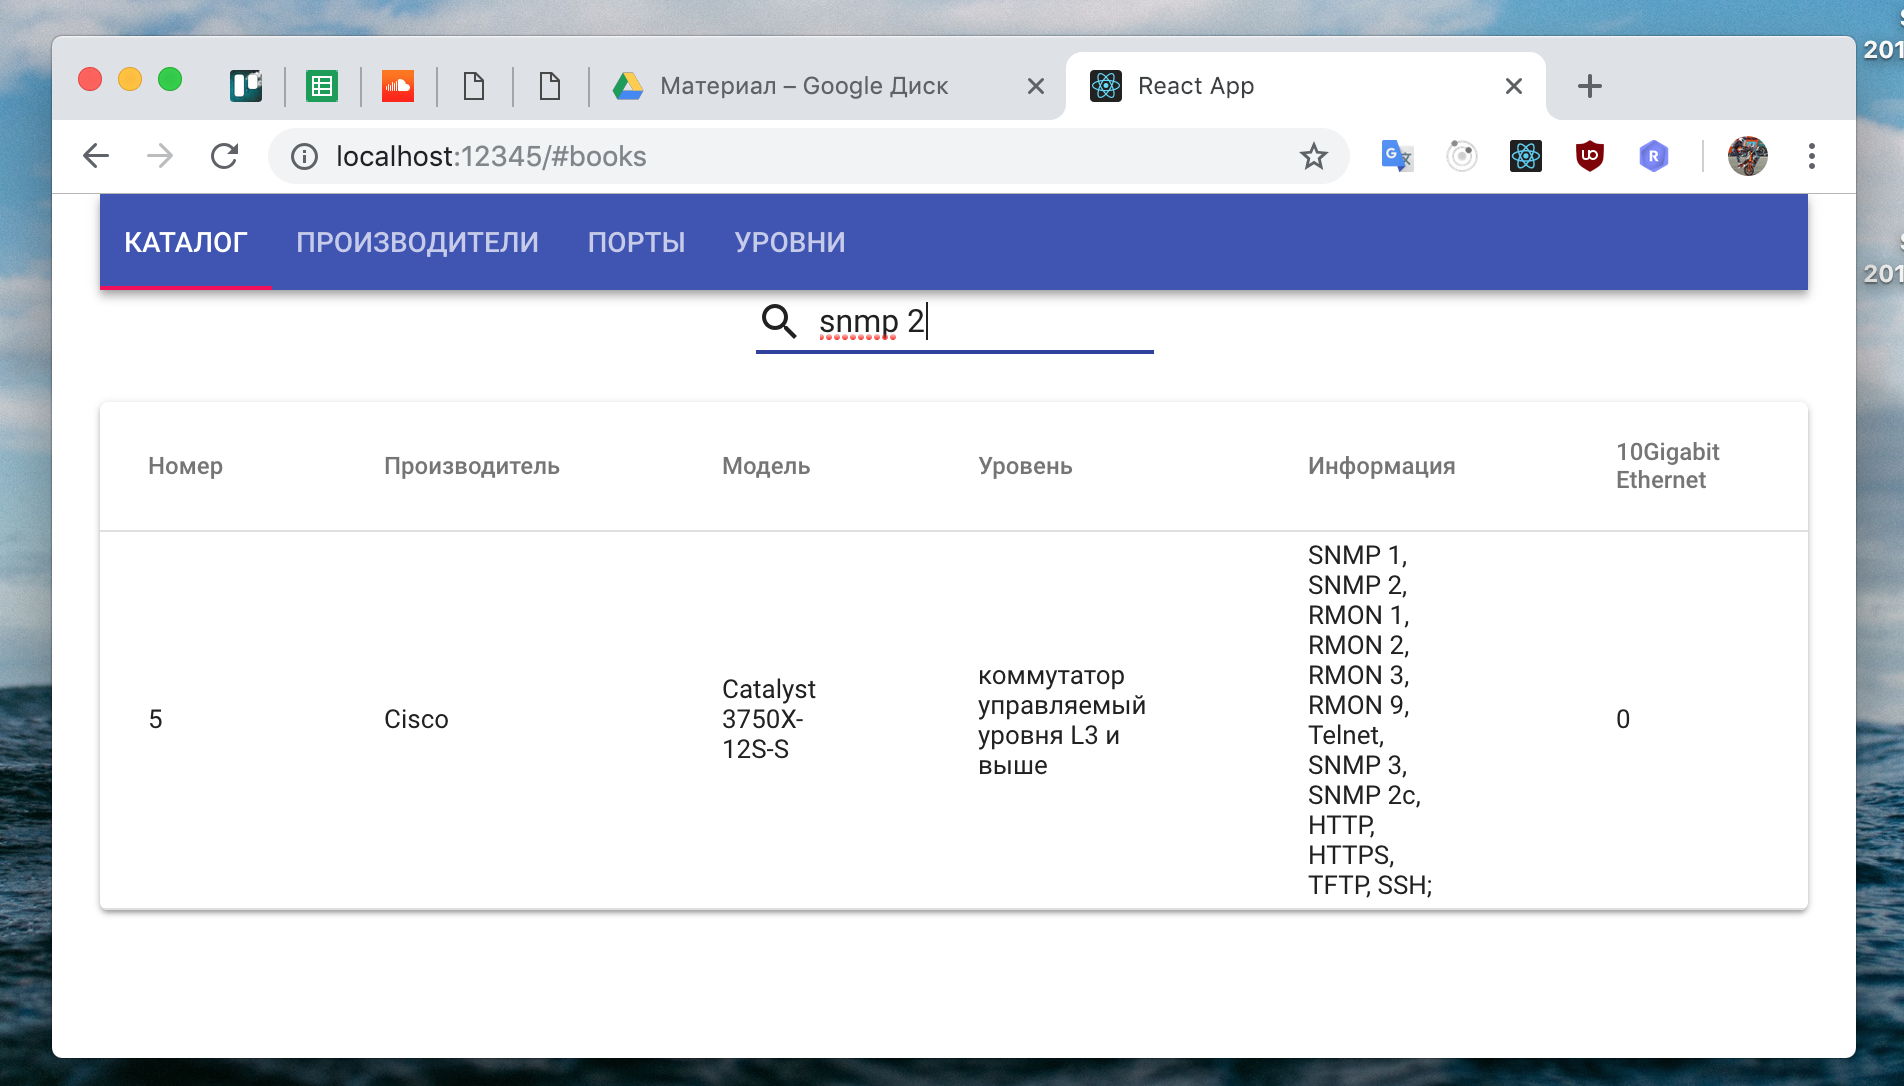 Материал – Google Диск
React App
localhost:12345/#books
КАТАЛОГ ПРОИЗВОДИТЕЛИ ПОРТЫ УРОВНИ
snmp 2
Номер
Производитель
Модель
Уровень
Информация
10Gigabit
Ethernet
5
Cisco
Catalyst
3750X-
12S-S
коммутатор
управляемый
уровня L3 и
выше
SNMP 1,
SNMP 2,
RMON 1,
RMON 2,
RMON 3,
RMON 9,
Telnet,
SNMP 3,
SNMP 2c,
HTTP,
HTTPS,
TFTP, SSH;
0